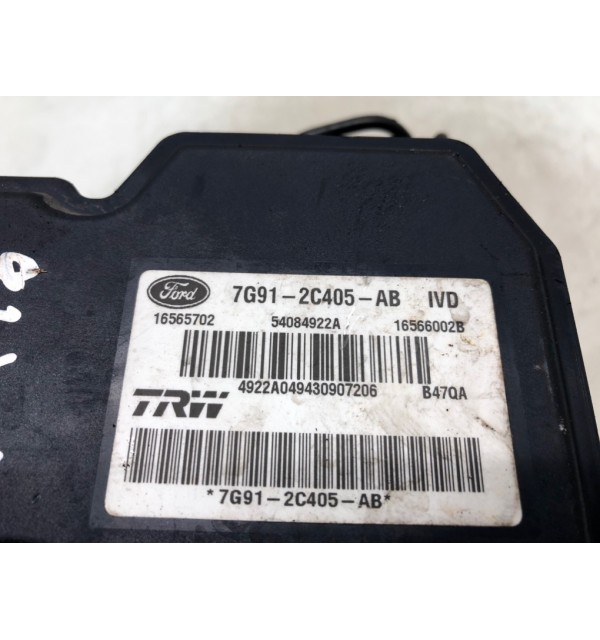 Ford 7G91-2C405-AB IVD
16565702 54084922A 16566002B
4922A049430907206 B47QA
TRW
*7G91-2C405-AB*